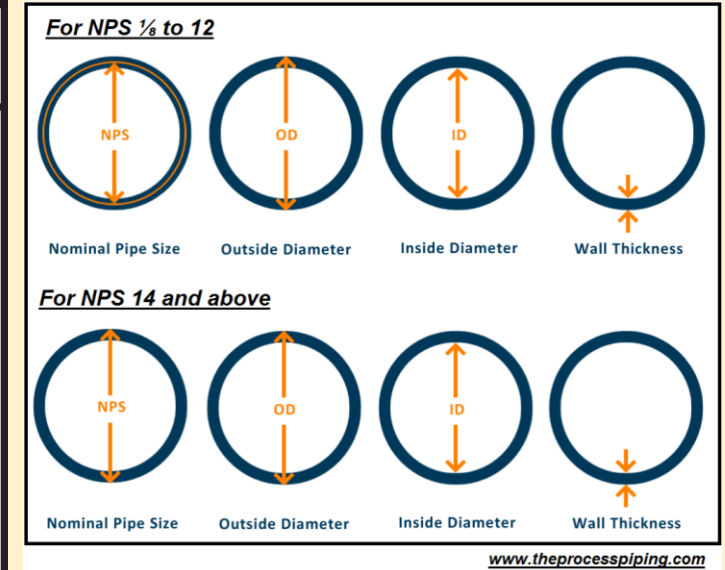 For NPS ⅛ to 12
NPS OD ID
Nominal Pipe Size Outside Diameter Inside Diameter Wall Thickness
For NPS 14 and above
NPS OD ID
Nominal Pipe Size Outside Diameter Inside Diameter Wall Thickness
www.theprocesspiping.com